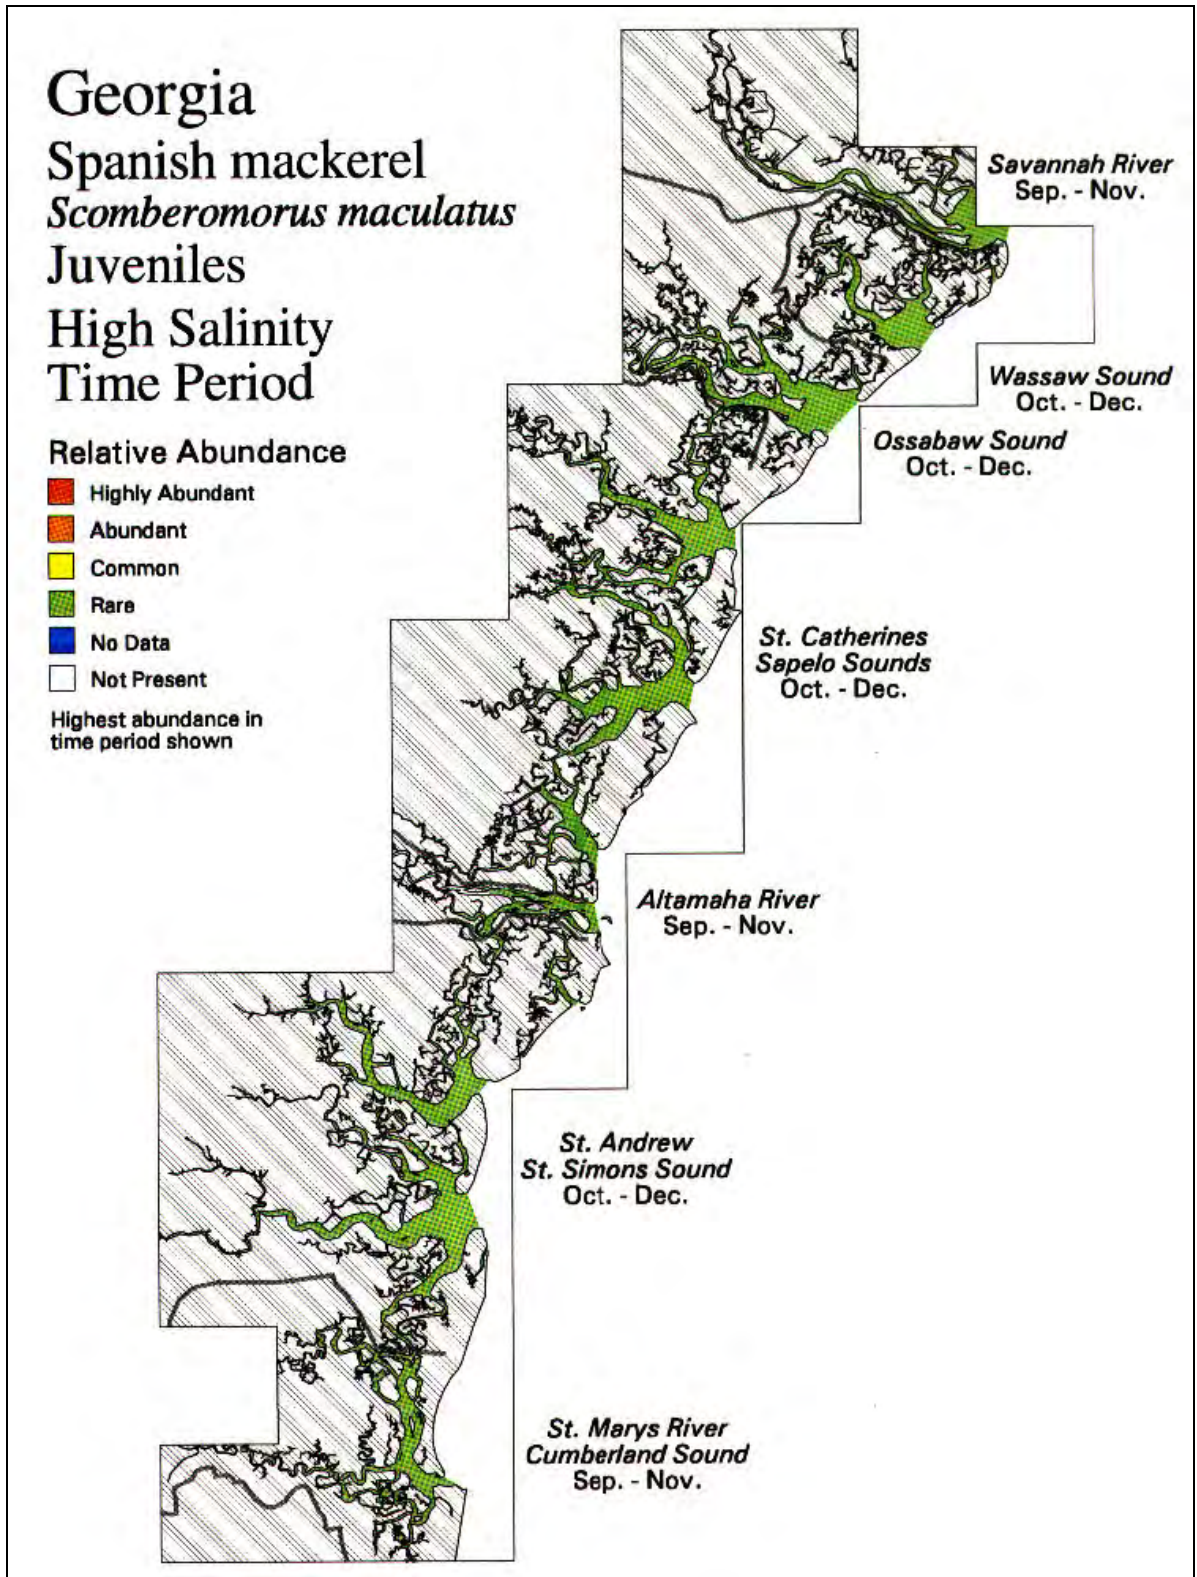 Georgia
Spanish mackerel
Scomberomorus maculatus
Juveniles
High Salinity
Time Period
Relative Abundance
Highly Abundant
Abundant
Common
Rare
No Data
Not Present
Highest abundance in
time period shown
Savannah River
Sep. - Nov.
Wassaw Sound
Oct. - Dec.
Ossabaw Sound
Oct. - Dec.
St. Catherines
Sapelo Sounds
Oct. - Dec.
Altamaha River
Sep. - Nov.
St. Andrew
St. Simons Sound
Oct. - Dec.
St. Marys River
Cumberland Sound
Sep. - Nov.